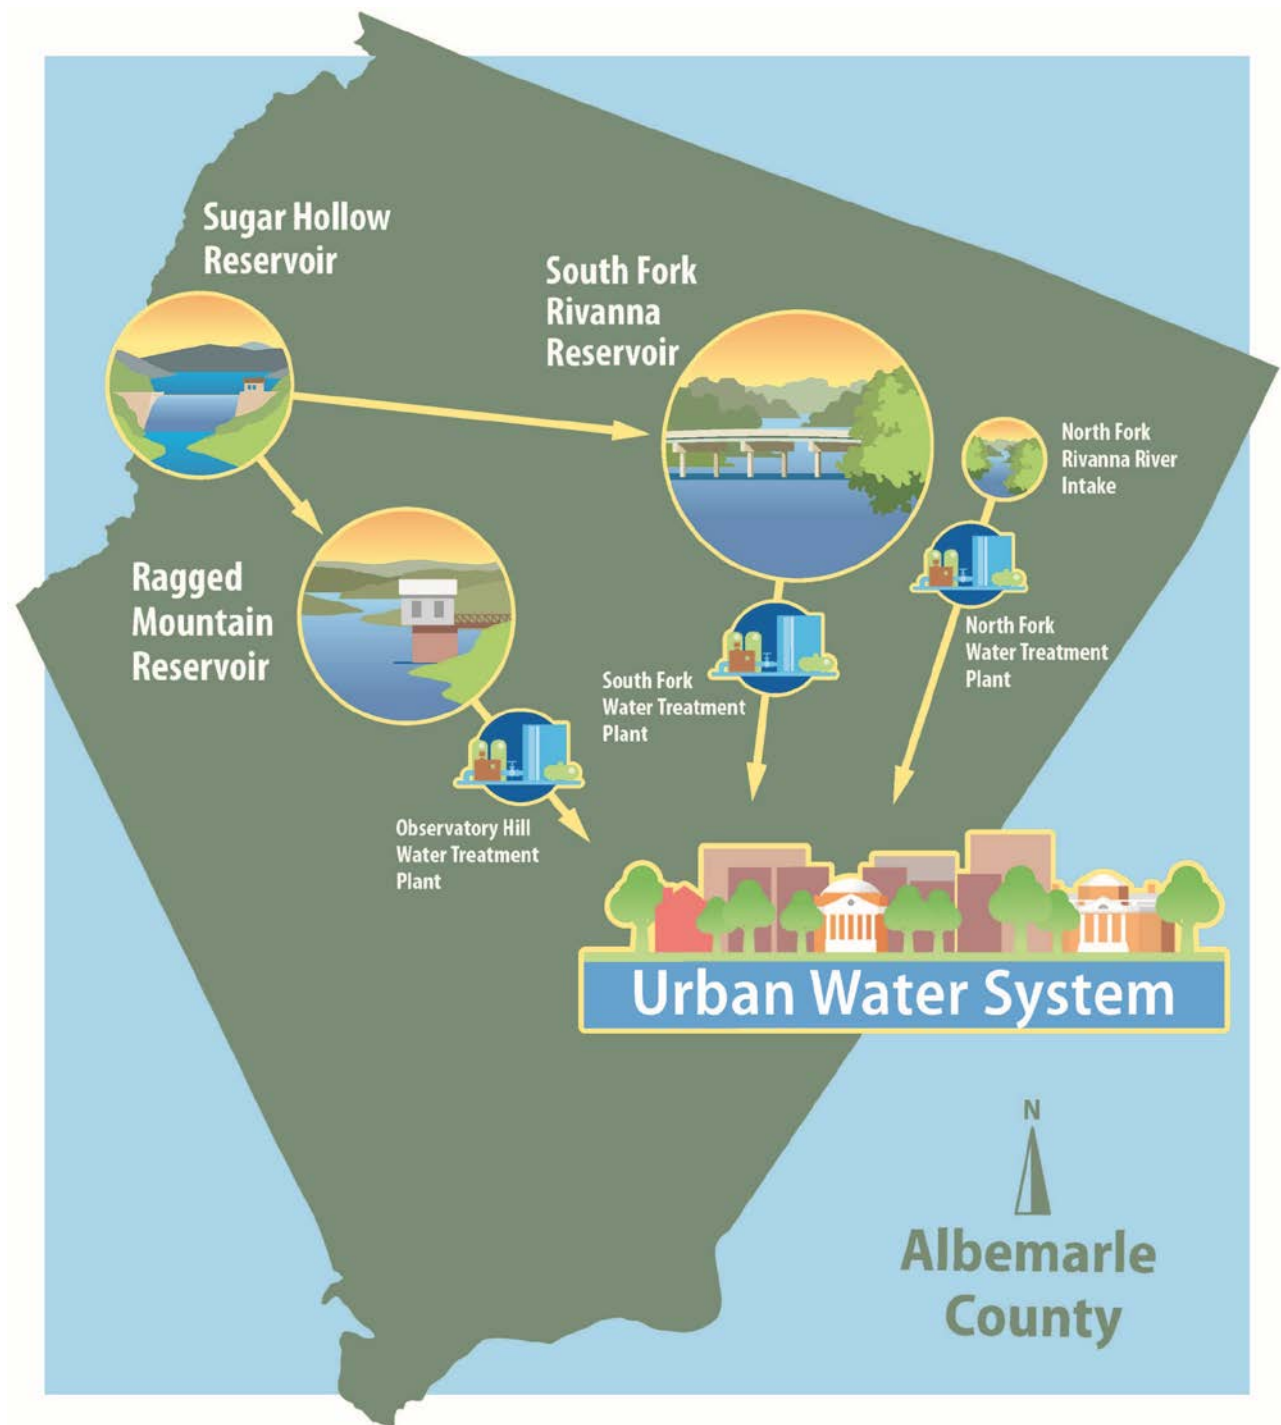 Sugar Hollow
Reservoir
South Fork
Rivanna
Reservoir
North Fork
Rivanna River
Intake
Ragged
Mountain
Reservoir
North Fork
Water Treatment
Plant
South Fork
Water Treatment
Plant
Observatory Hill
Water Treatment
Plant
Urban Water System
N
Albemarle
County